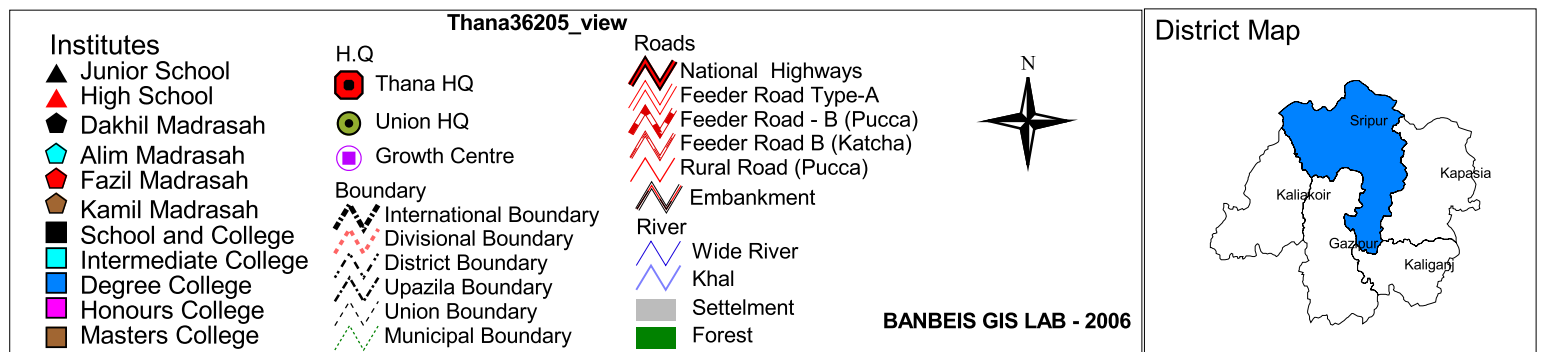 Thana36205_view
Institutes
Junior School
High School
Dakhil Madrasah
Alim Madrasah
Fazil Madrasah
Kamil Madrasah
School and College
Intermediate College
Degree College
Honours College
Masters College
H.Q
Thana HQ
Union HQ
Growth Centre
Boundary
International Boundary
Divisional Boundary
District Boundary
Upazila Boundary
Union Boundary
Municipal Boundary
Roads
National Highways
Feeder Road Type-A
Feeder Road - B (Pucca)
Feeder Road B (Katcha)
Rural Road (Pucca)
Embankment
River
Wide River
Khal
Settelment
Forest
N
BANBEIS GIS LAB - 2006
District Map
Sripur
Kapasia
Kaliakoir
Gazipur
Kaliganj